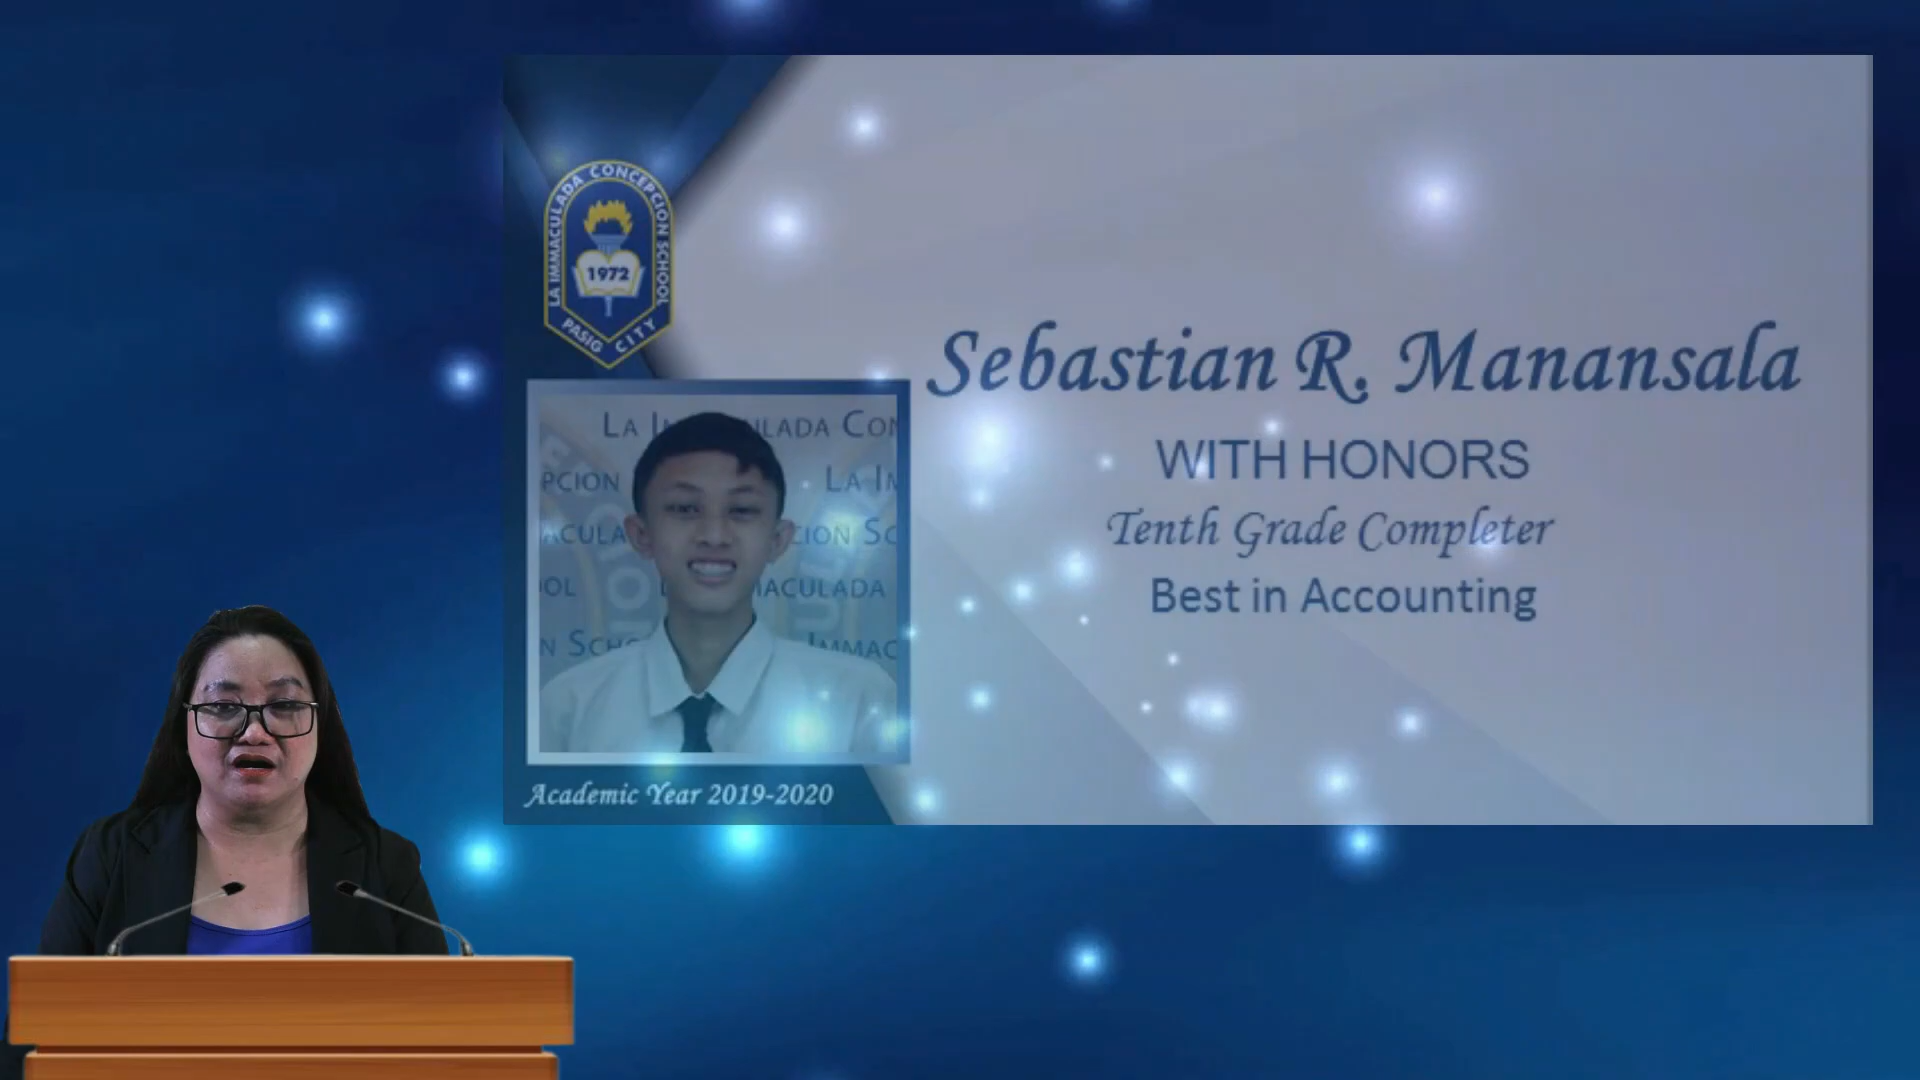 LA IMMACULADA CONCEPCION SCHOOL
1972
PASIG CITY
Sebastian R. Manansala
WITH HONORS
Tenth Grade Completer
Best in Accounting
Academic Year 2019-2020